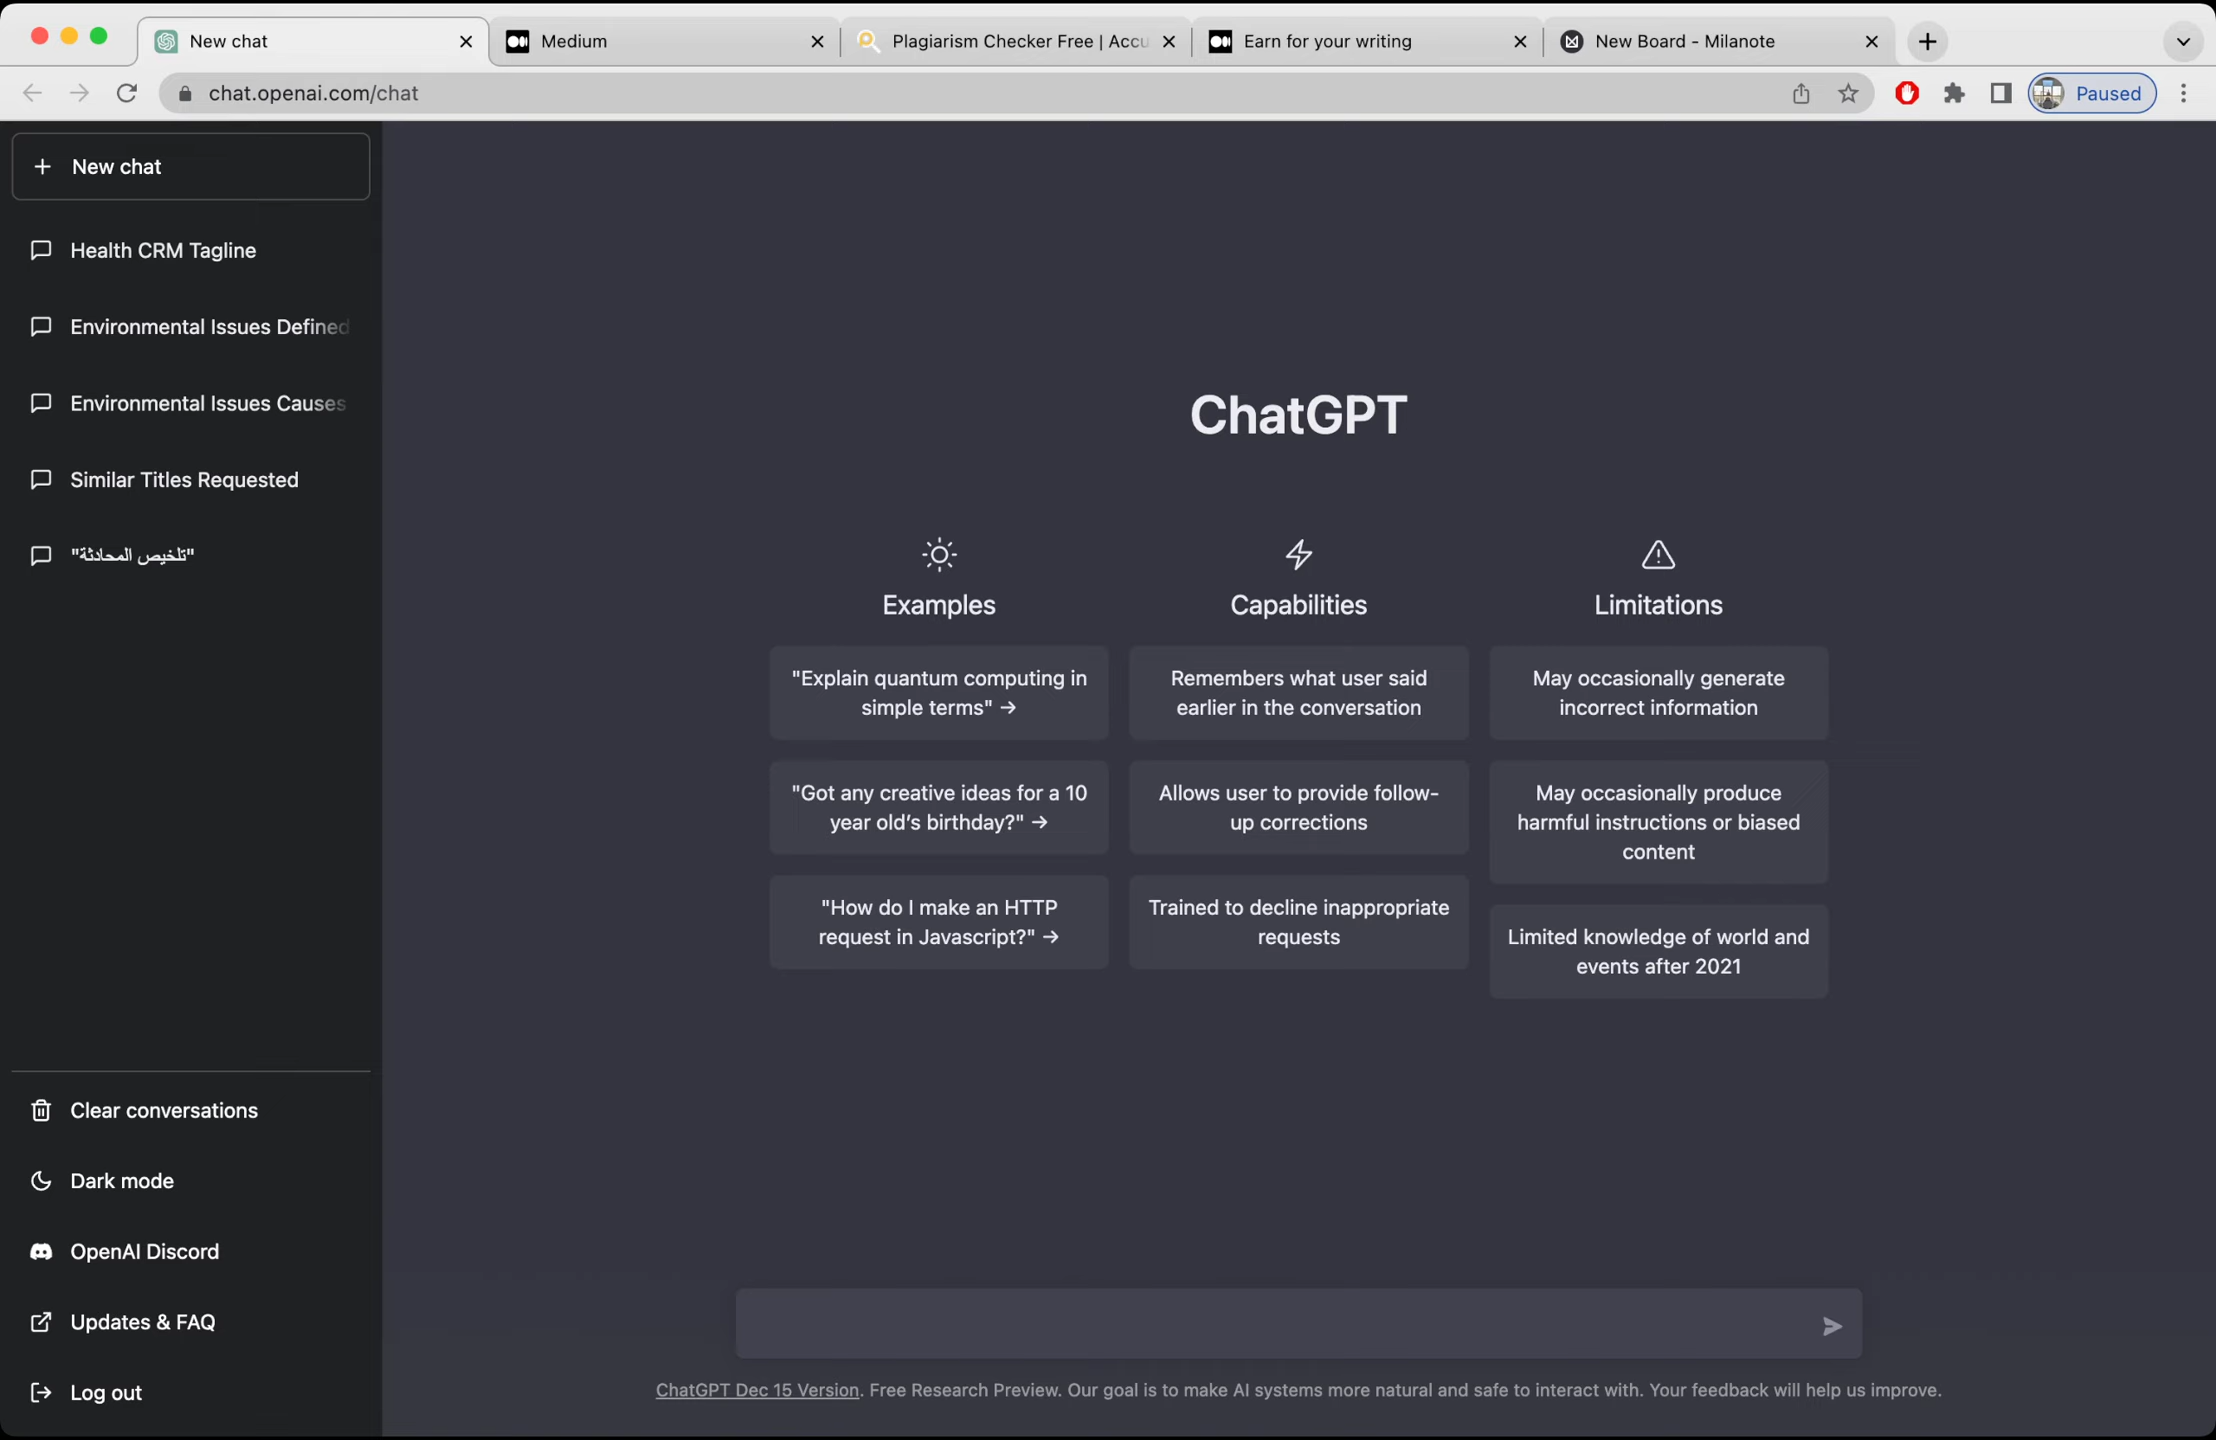 New chat
Medium
Plagiarism Checker Free | Accu
Earn for your writing
New Board - Milanote
chat.openai.com/chat
Paused
New chat
Health CRM Tagline
Environmental Issues Defined
Environmental Issues Causes
Similar Titles Requested
"تلخيص المحادثة"
Clear conversations
Dark mode
OpenAI Discord
Updates & FAQ
Log out
ChatGPT
Examples
"Explain quantum computing in
simple terms" →
"Got any creative ideas for a 10
year old's birthday?" →
"How do I make an HTTP
request in Javascript?" →
Capabilities
Remembers what user said
earlier in the conversation
Allows user to provide follow-
up corrections
Trained to decline inappropriate
requests
Limitations
May occasionally generate
incorrect information
May occasionally produce
harmful instructions or biased
content
Limited knowledge of world and
events after 2021
ChatGPT Dec 15 Version. Free Research Preview. Our goal is to make AI systems more natural and safe to interact with. Your feedback will help us improve.